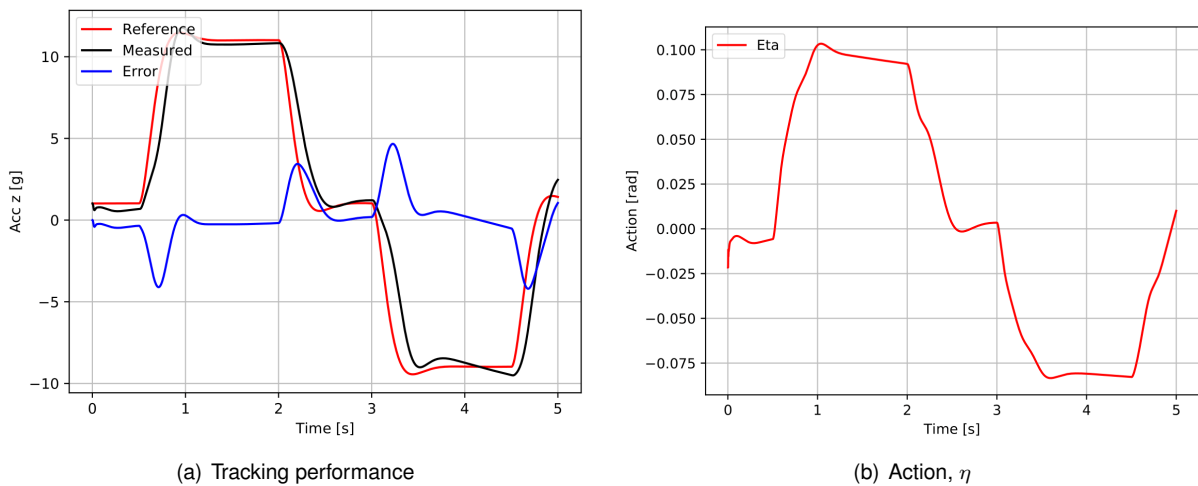 Reference
Measured
Error
10
5
0
−5
−10
Acc z [g]
0
1
2
3
4
5
Time [s]
(a) Tracking performance
Eta
0.100
0.075
0.050
0.025
0.000
−0.025
−0.050
−0.075
Action [rad]
0
1
2
3
4
5
Time [s]
(b) Action, η